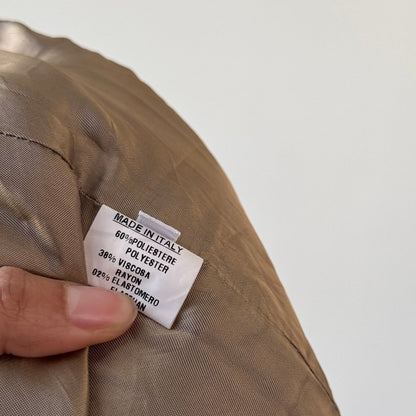 MADE IN ITALY
60%POLIESTERE
POLYESTER
38% VISCOSA
RAYON
02% ELASTOMERO